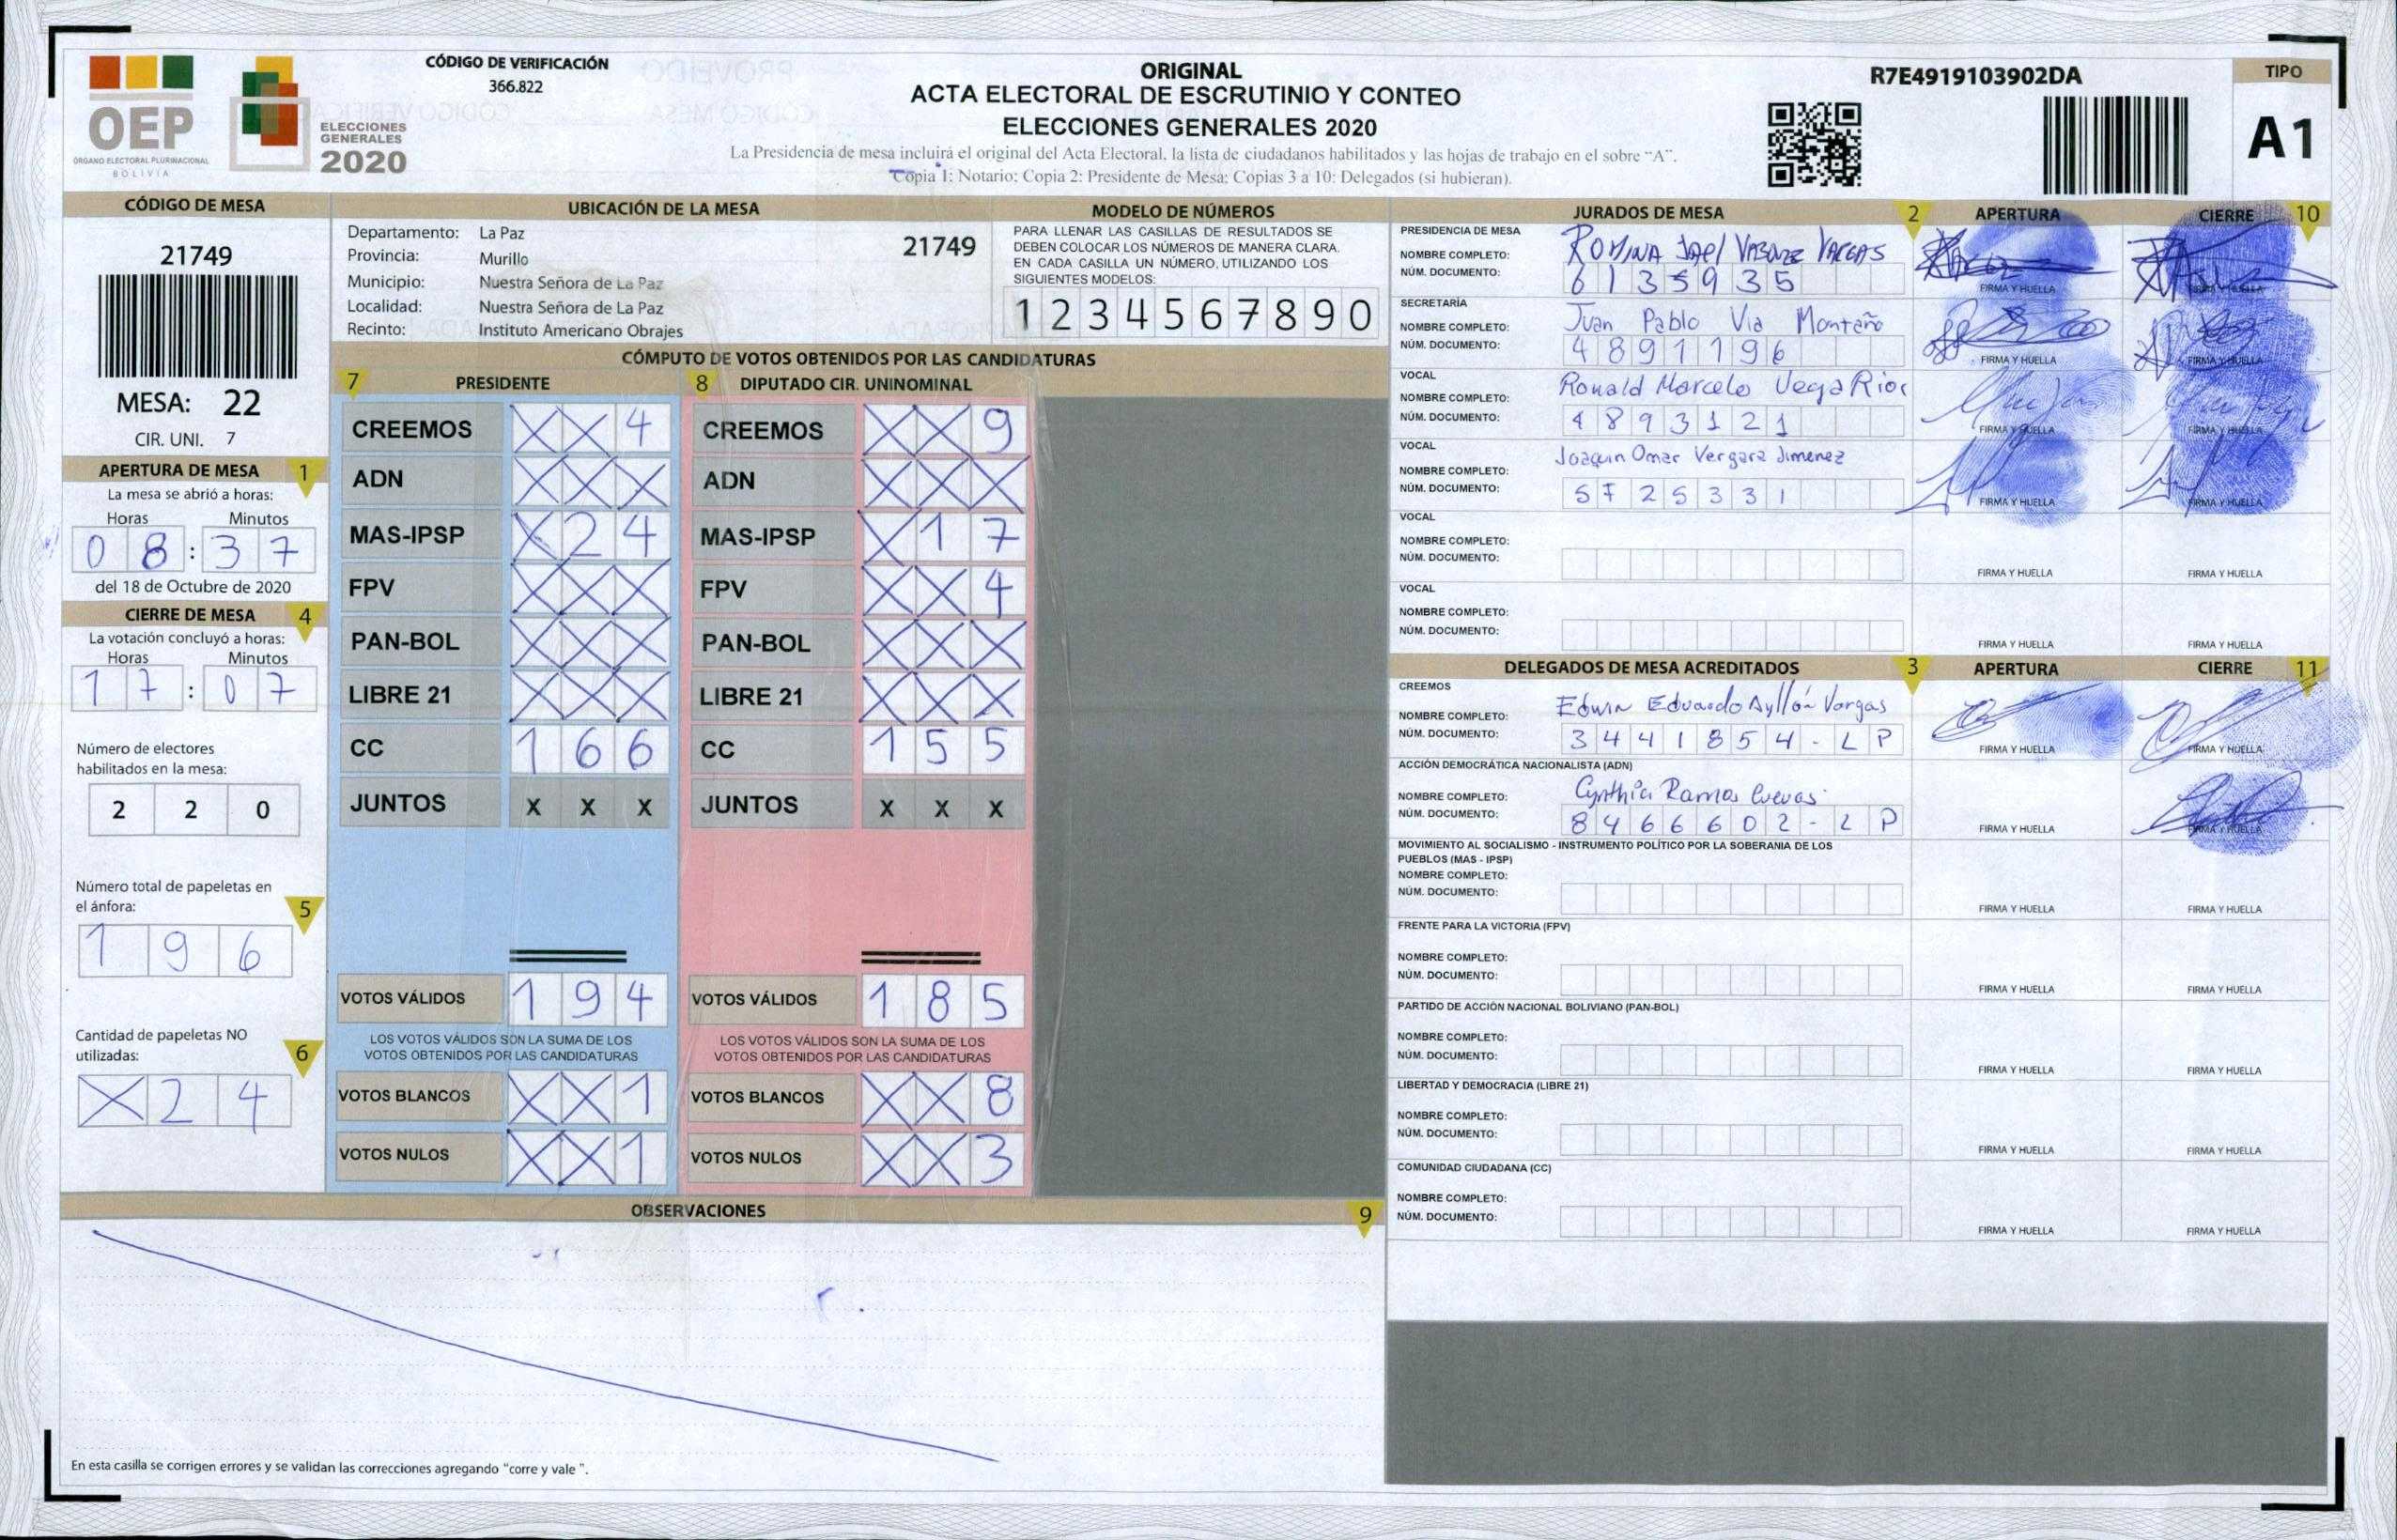 CÓDIGO DE VERIFICACIÓN
366.822
OEP
ÓRGANO ELECTORAL PLURINACIONAL
BOLIVIA
ELECCIONES
GENERALES
2020
ORIGINAL
ACTA ELECTORAL DE ESCRUTINIO Y CONTEO
ELECCIONES GENERALES 2020
La Presidencia de mesa incluirá el original del Acta Electoral, la lista de ciudadanos habilitados y las hojas de trabajo en el sobre "A".
Copia 1: Notario; Copia 2: Presidente de Mesa; Copias 3 a 10: Delegados (si hubieran).
R7E4919103902DA
TIPO
A1
CÓDIGO DE MESA
21749
MESA: 22
CIR. UNI. 7
APERTURA DE MESA 1
La mesa se abrió a horas:
Horas Minutos
08:37
del 18 de Octubre de 2020
CIERRE DE MESA 4
La votación concluyó a horas:
Horas Minutos
17:07
Número de electores
habilitados en la mesa:
2 2 0
Número total de papeletas en
el ánfora: 5
1 9 6
Cantidad de papeletas NO
utilizadas: 6
X 2 4
UBICACIÓN DE LA MESA
Departamento: La Paz
21749
Provincia: Murillo
Municipio: Nuestra Señora de La Paz
Localidad: Nuestra Señora de La Paz
Recinto: Instituto Americano Obrajes
MODELO DE NÚMEROS
PARA LLENAR LAS CASILLAS DE RESULTADOS SE
DEBEN COLOCAR LOS NÚMEROS DE MANERA CLARA.
EN CADA CASILLA UN NÚMERO, UTILIZANDO LOS
SIGUIENTES MODELOS:
1 2 3 4 5 6 7 8 9 0
CÓMPUTO DE VOTOS OBTENIDOS POR LAS CANDIDATURAS
7 PRESIDENTE 8 DIPUTADO CIR. UNINOMINAL
CREEMOS X X 4 CREEMOS X X 9
ADN X X X ADN X X X
MAS-IPSP X 2 4 MAS-IPSP X 1 7
FPV X X X FPV X X 4
PAN-BOL X X X PAN-BOL X X X
LIBRE 21 X X X LIBRE 21 X X X
CC 1 6 6 CC 1 5 5
JUNTOS X X X JUNTOS X X X
VOTOS VÁLIDOS 1 9 4 VOTOS VÁLIDOS 1 8 5
LOS VOTOS VÁLIDOS SON LA SUMA DE LOS LOS VOTOS VÁLIDOS SON LA SUMA DE LOS
VOTOS OBTENIDOS POR LAS CANDIDATURAS VOTOS OBTENIDOS POR LAS CANDIDATURAS
VOTOS BLANCOS X X 1 VOTOS BLANCOS X X 8
VOTOS NULOS X X 1 VOTOS NULOS X X 3
OBSERVACIONES 9
En esta casilla se corrigen errores y se validan las correcciones agregando "corre y vale ".
JURADOS DE MESA 2 APERTURA CIERRE 10
PRESIDENCIA DE MESA
NOMBRE COMPLETO: ROMINA Jael VASQUEZ VARGAS
NÚM. DOCUMENTO: 6135935
FIRMA Y HUELLA FIRMA Y HUELLA
SECRETARÍA
NOMBRE COMPLETO: Juan Pablo Via Montaño
NÚM. DOCUMENTO: 4891196
FIRMA Y HUELLA FIRMA Y HUELLA
VOCAL
NOMBRE COMPLETO: Ronald Marcelo Vega Rios
NÚM. DOCUMENTO: 4893121
FIRMA Y HUELLA FIRMA Y HUELLA
VOCAL
NOMBRE COMPLETO: Joaquin Omar Vergara Jimenez
NÚM. DOCUMENTO: 5725331
FIRMA Y HUELLA FIRMA Y HUELLA
VOCAL
NOMBRE COMPLETO:
NÚM. DOCUMENTO:
FIRMA Y HUELLA FIRMA Y HUELLA
VOCAL
NOMBRE COMPLETO:
NÚM. DOCUMENTO:
FIRMA Y HUELLA FIRMA Y HUELLA
DELEGADOS DE MESA ACREDITADOS 3 APERTURA CIERRE 11
CREEMOS
NOMBRE COMPLETO: Edwin Eduardo Ayllón Vargas
NÚM. DOCUMENTO: 3441854-LP
FIRMA Y HUELLA FIRMA Y HUELLA
ACCIÓN DEMOCRÁTICA NACIONALISTA (ADN)
NOMBRE COMPLETO: Cynthia Ramos Cuevas
NÚM. DOCUMENTO: 8466602-LP
FIRMA Y HUELLA FIRMA Y HUELLA
MOVIMIENTO AL SOCIALISMO - INSTRUMENTO POLÍTICO POR LA SOBERANIA DE LOS
PUEBLOS (MAS - IPSP)
NOMBRE COMPLETO:
NÚM. DOCUMENTO:
FIRMA Y HUELLA FIRMA Y HUELLA
FRENTE PARA LA VICTORIA (FPV)
NOMBRE COMPLETO:
NÚM. DOCUMENTO:
FIRMA Y HUELLA FIRMA Y HUELLA
PARTIDO DE ACCIÓN NACIONAL BOLIVIANO (PAN-BOL)
NOMBRE COMPLETO:
NÚM. DOCUMENTO:
FIRMA Y HUELLA FIRMA Y HUELLA
LIBERTAD Y DEMOCRACIA (LIBRE 21)
NOMBRE COMPLETO:
NÚM. DOCUMENTO:
FIRMA Y HUELLA FIRMA Y HUELLA
COMUNIDAD CIUDADANA (CC)
NOMBRE COMPLETO:
NÚM. DOCUMENTO:
FIRMA Y HUELLA FIRMA Y HUELLA